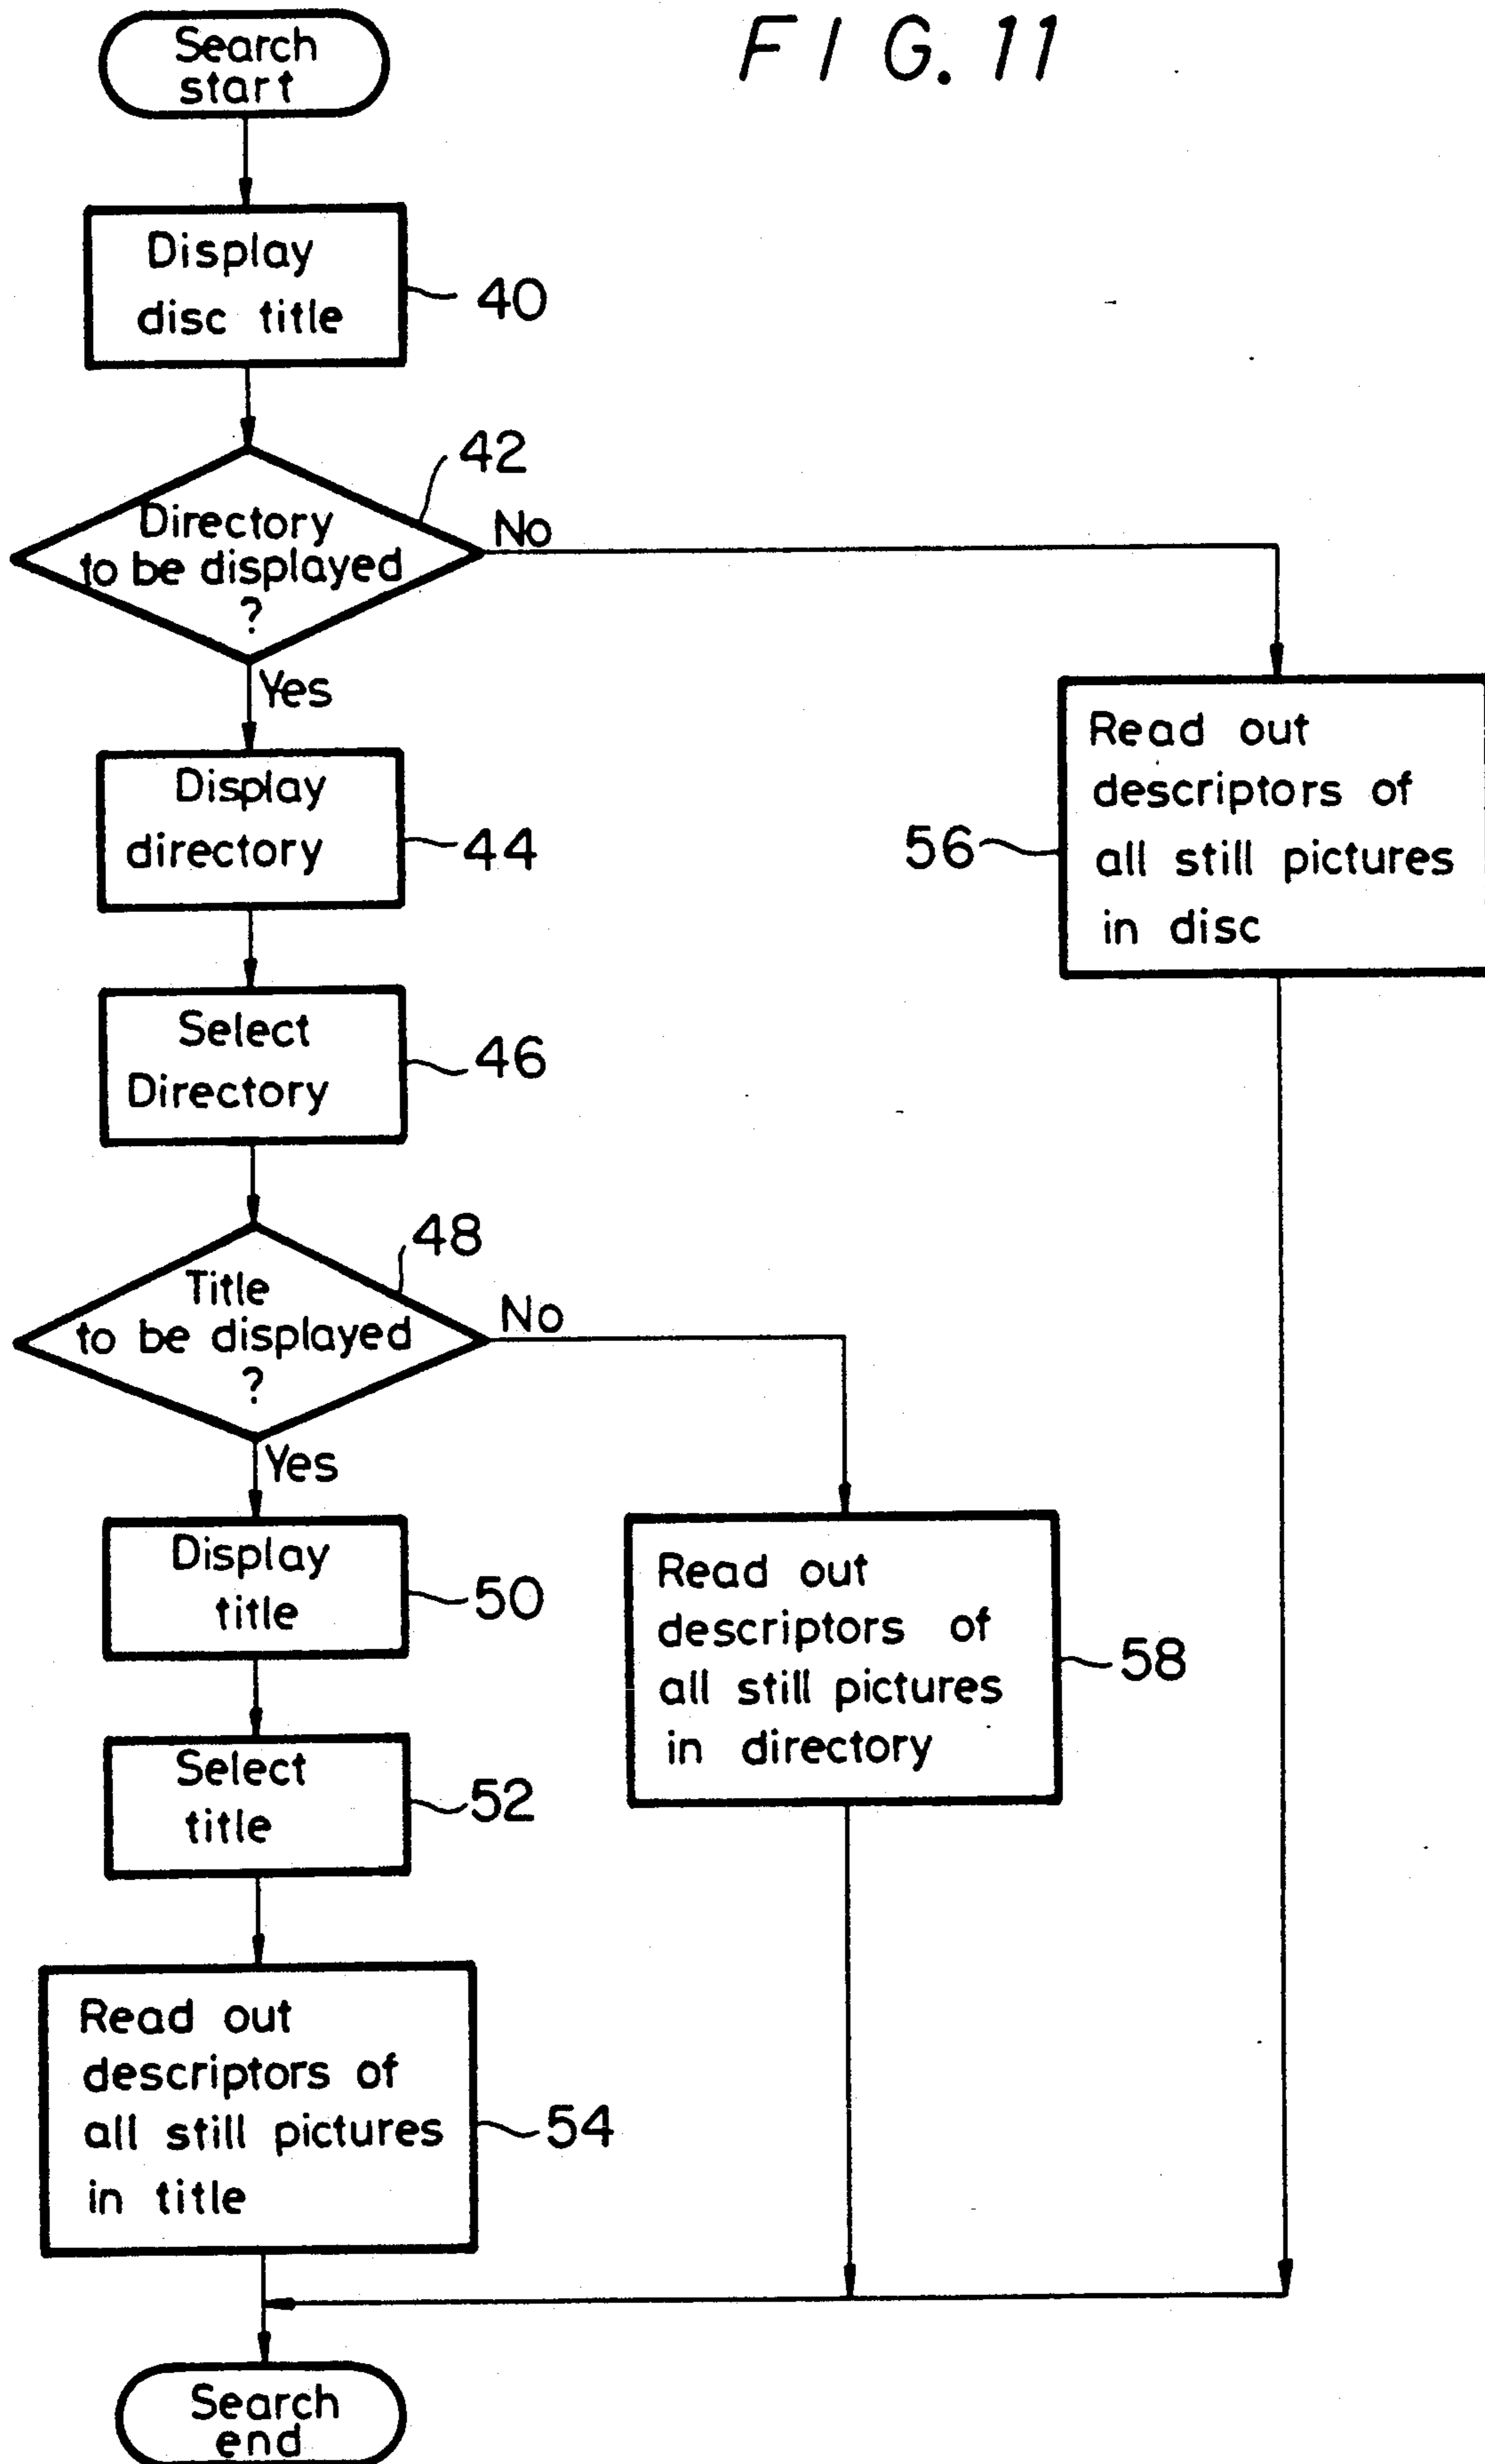 FIG. 11
Search
start
Display
disc title
40
42
Directory
to be displayed
?
No
Yes
Display
directory
44
Read out
descriptors of
all still pictures
in disc
56
Select
Directory
46
48
Title
to be displayed
?
No
Yes
Display
title
50
Read out
descriptors of
all still pictures
in directory
58
Select
title
52
Read out
descriptors of
all still pictures
in title
54
Search
end